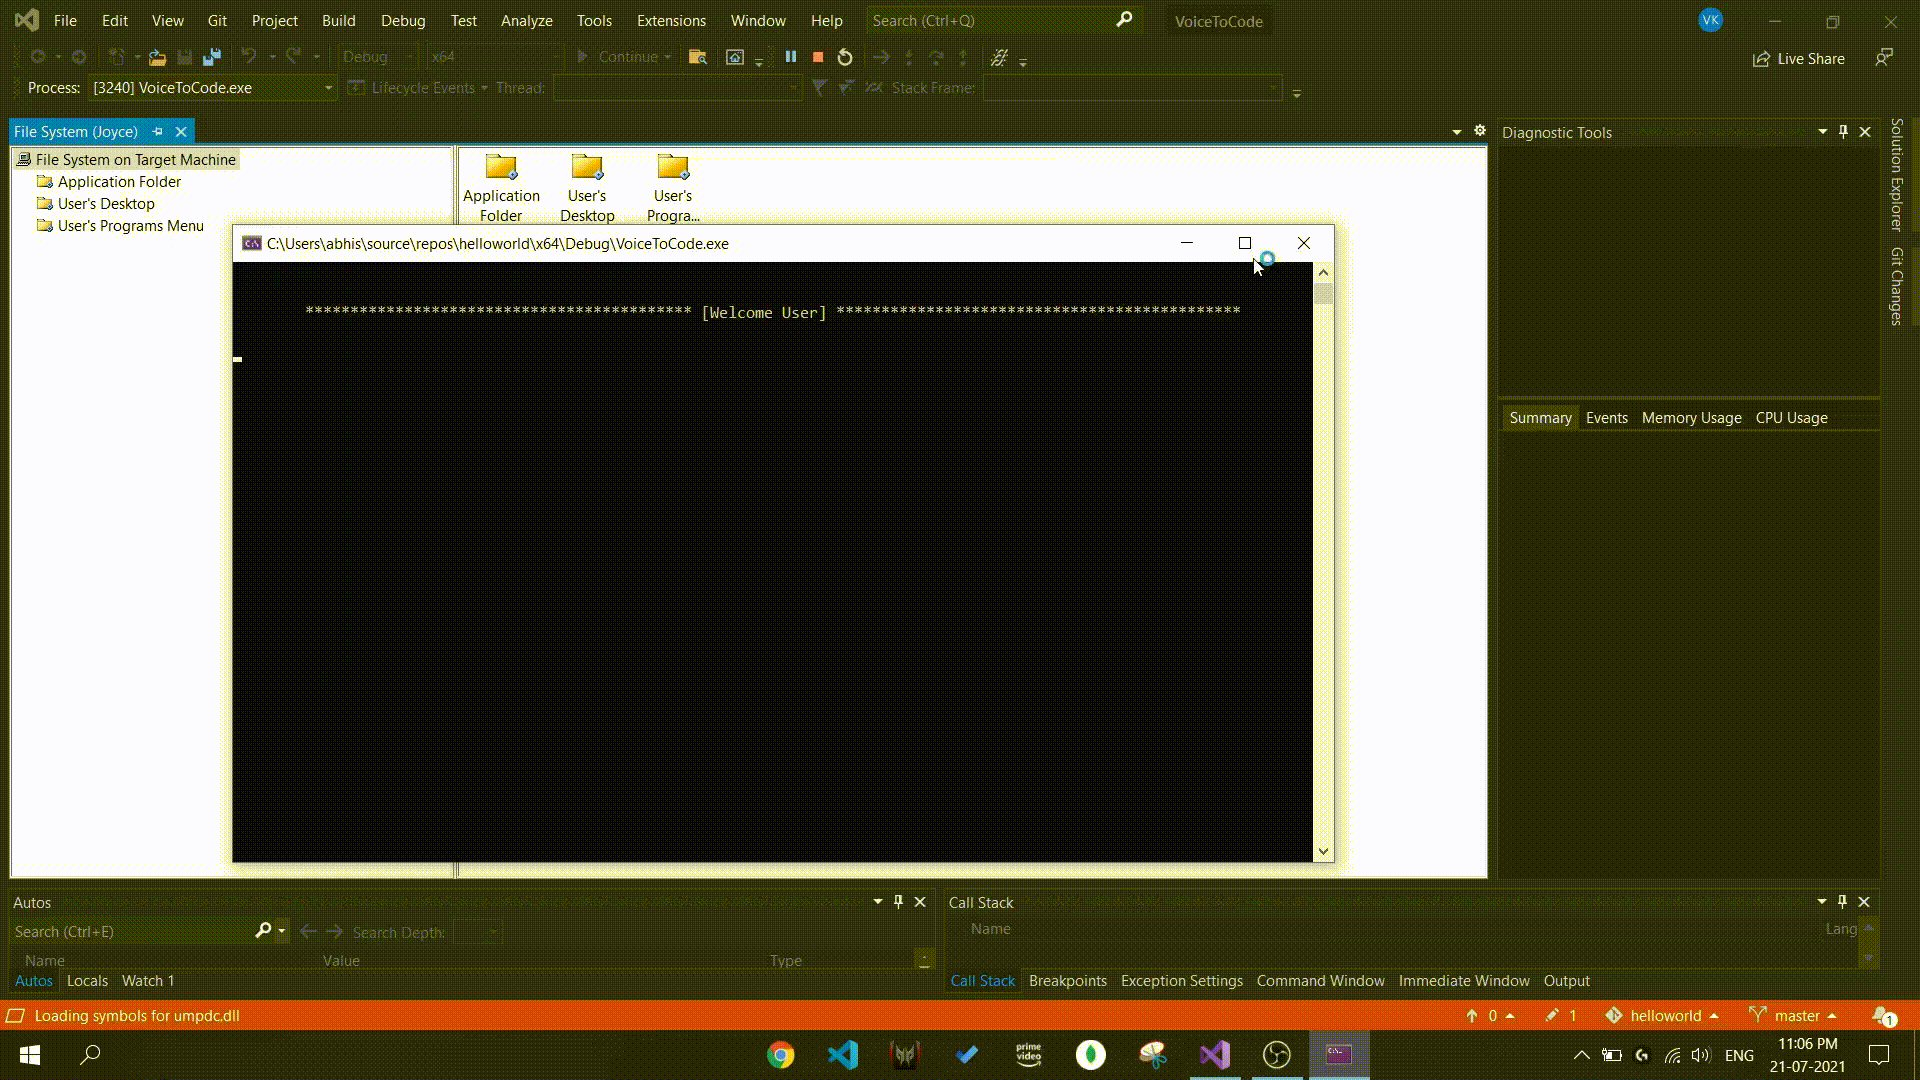 File Edit View Git Project Build Debug Test Analyze Tools Extensions Window Help Search (Ctrl+Q) VoiceToCode VK
Debug x64 Continue Live Share
Process: [3240] VoiceToCode.exe Lifecycle Events Thread: Stack Frame:
File System (Joyce)
File System on Target Machine
Application Folder
User's Desktop
User's Programs Menu
Application Folder
User's Desktop
User's Progra...
C:\Users\abhis\source\repos\helloworld\x64\Debug\VoiceToCode.exe
******************************************* [Welcome User] *********************************************
Diagnostic Tools
Summary Events Memory Usage CPU Usage
Solution Explorer
Git Changes
Autos
Search (Ctrl+E) Search Depth:
Name Value Type
Autos Locals Watch 1
Call Stack
Name Lang
Call Stack Breakpoints Exception Settings Command Window Immediate Window Output
Loading symbols for umpdc.dll 0 1 helloworld master 1
prime video
ENG
11:06 PM
21-07-2021